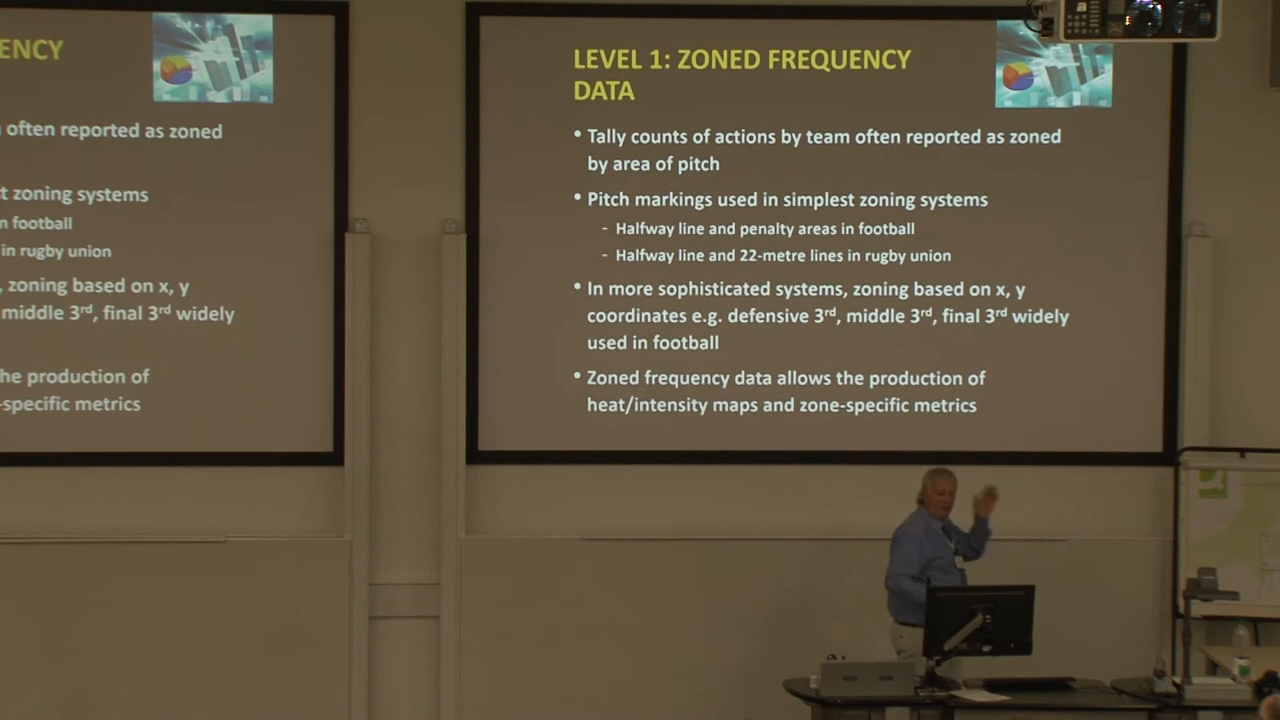 ENCY
often reported as zoned
t zoning systems
n football
in rugby union
, zoning based on x, y
middle 3rd, final 3rd widely
he production of
-specific metrics
LEVEL 1: ZONED FREQUENCY
DATA
• Tally counts of actions by team often reported as zoned
by area of pitch
• Pitch markings used in simplest zoning systems
- Halfway line and penalty areas in football
- Halfway line and 22-metre lines in rugby union
• In more sophisticated systems, zoning based on x, y
coordinates e.g. defensive 3rd, middle 3rd, final 3rd widely
used in football
• Zoned frequency data allows the production of
heat/intensity maps and zone-specific metrics